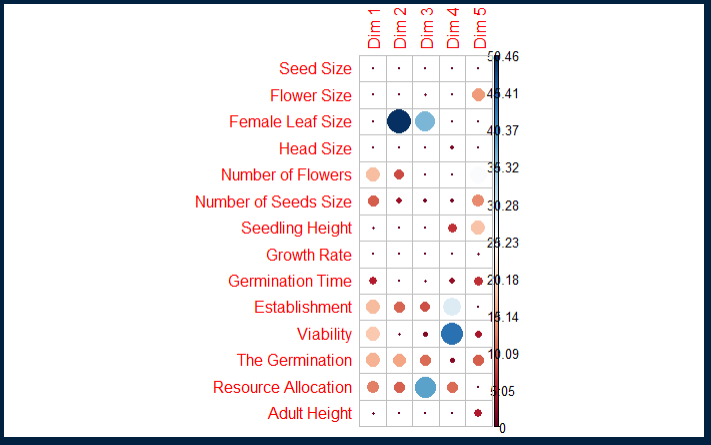 Dim 1
Dim 2
Dim 3
Dim 4
Dim 5
Seed Size
Flower Size
Female Leaf Size
Head Size
Number of Flowers
Number of Seeds Size
Seedling Height
Growth Rate
Germination Time
Establishment
Viability
The Germination
Resource Allocation
Adult Height
50.46
45.41
40.37
35.32
30.28
25.23
20.18
15.14
10.09
5.05
0